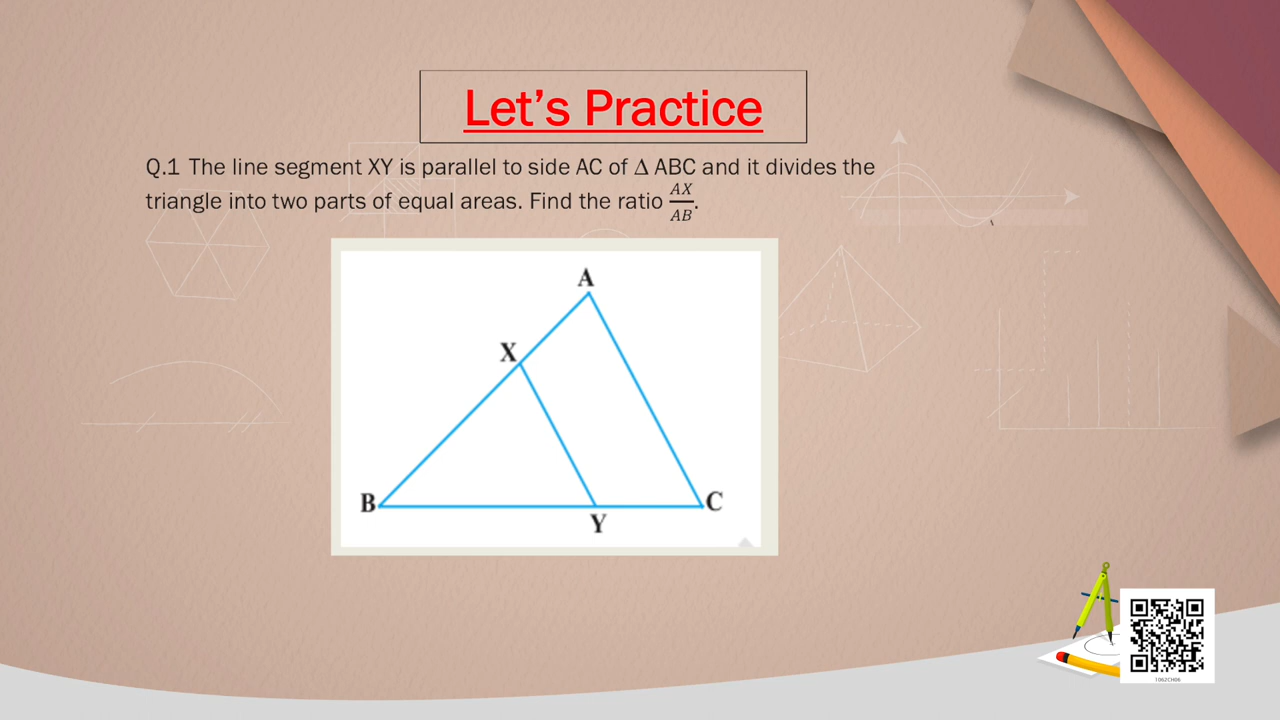 Let's Practice
Q.1 The line segment XY is parallel to side AC of Δ ABC and it divides the
triangle into two parts of equal areas. Find the ratio AX/AB.
A
X
B
C
Y
1062CH06